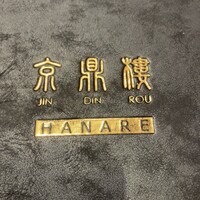 京 鼎 樓
JIN DIN ROU
HANARE